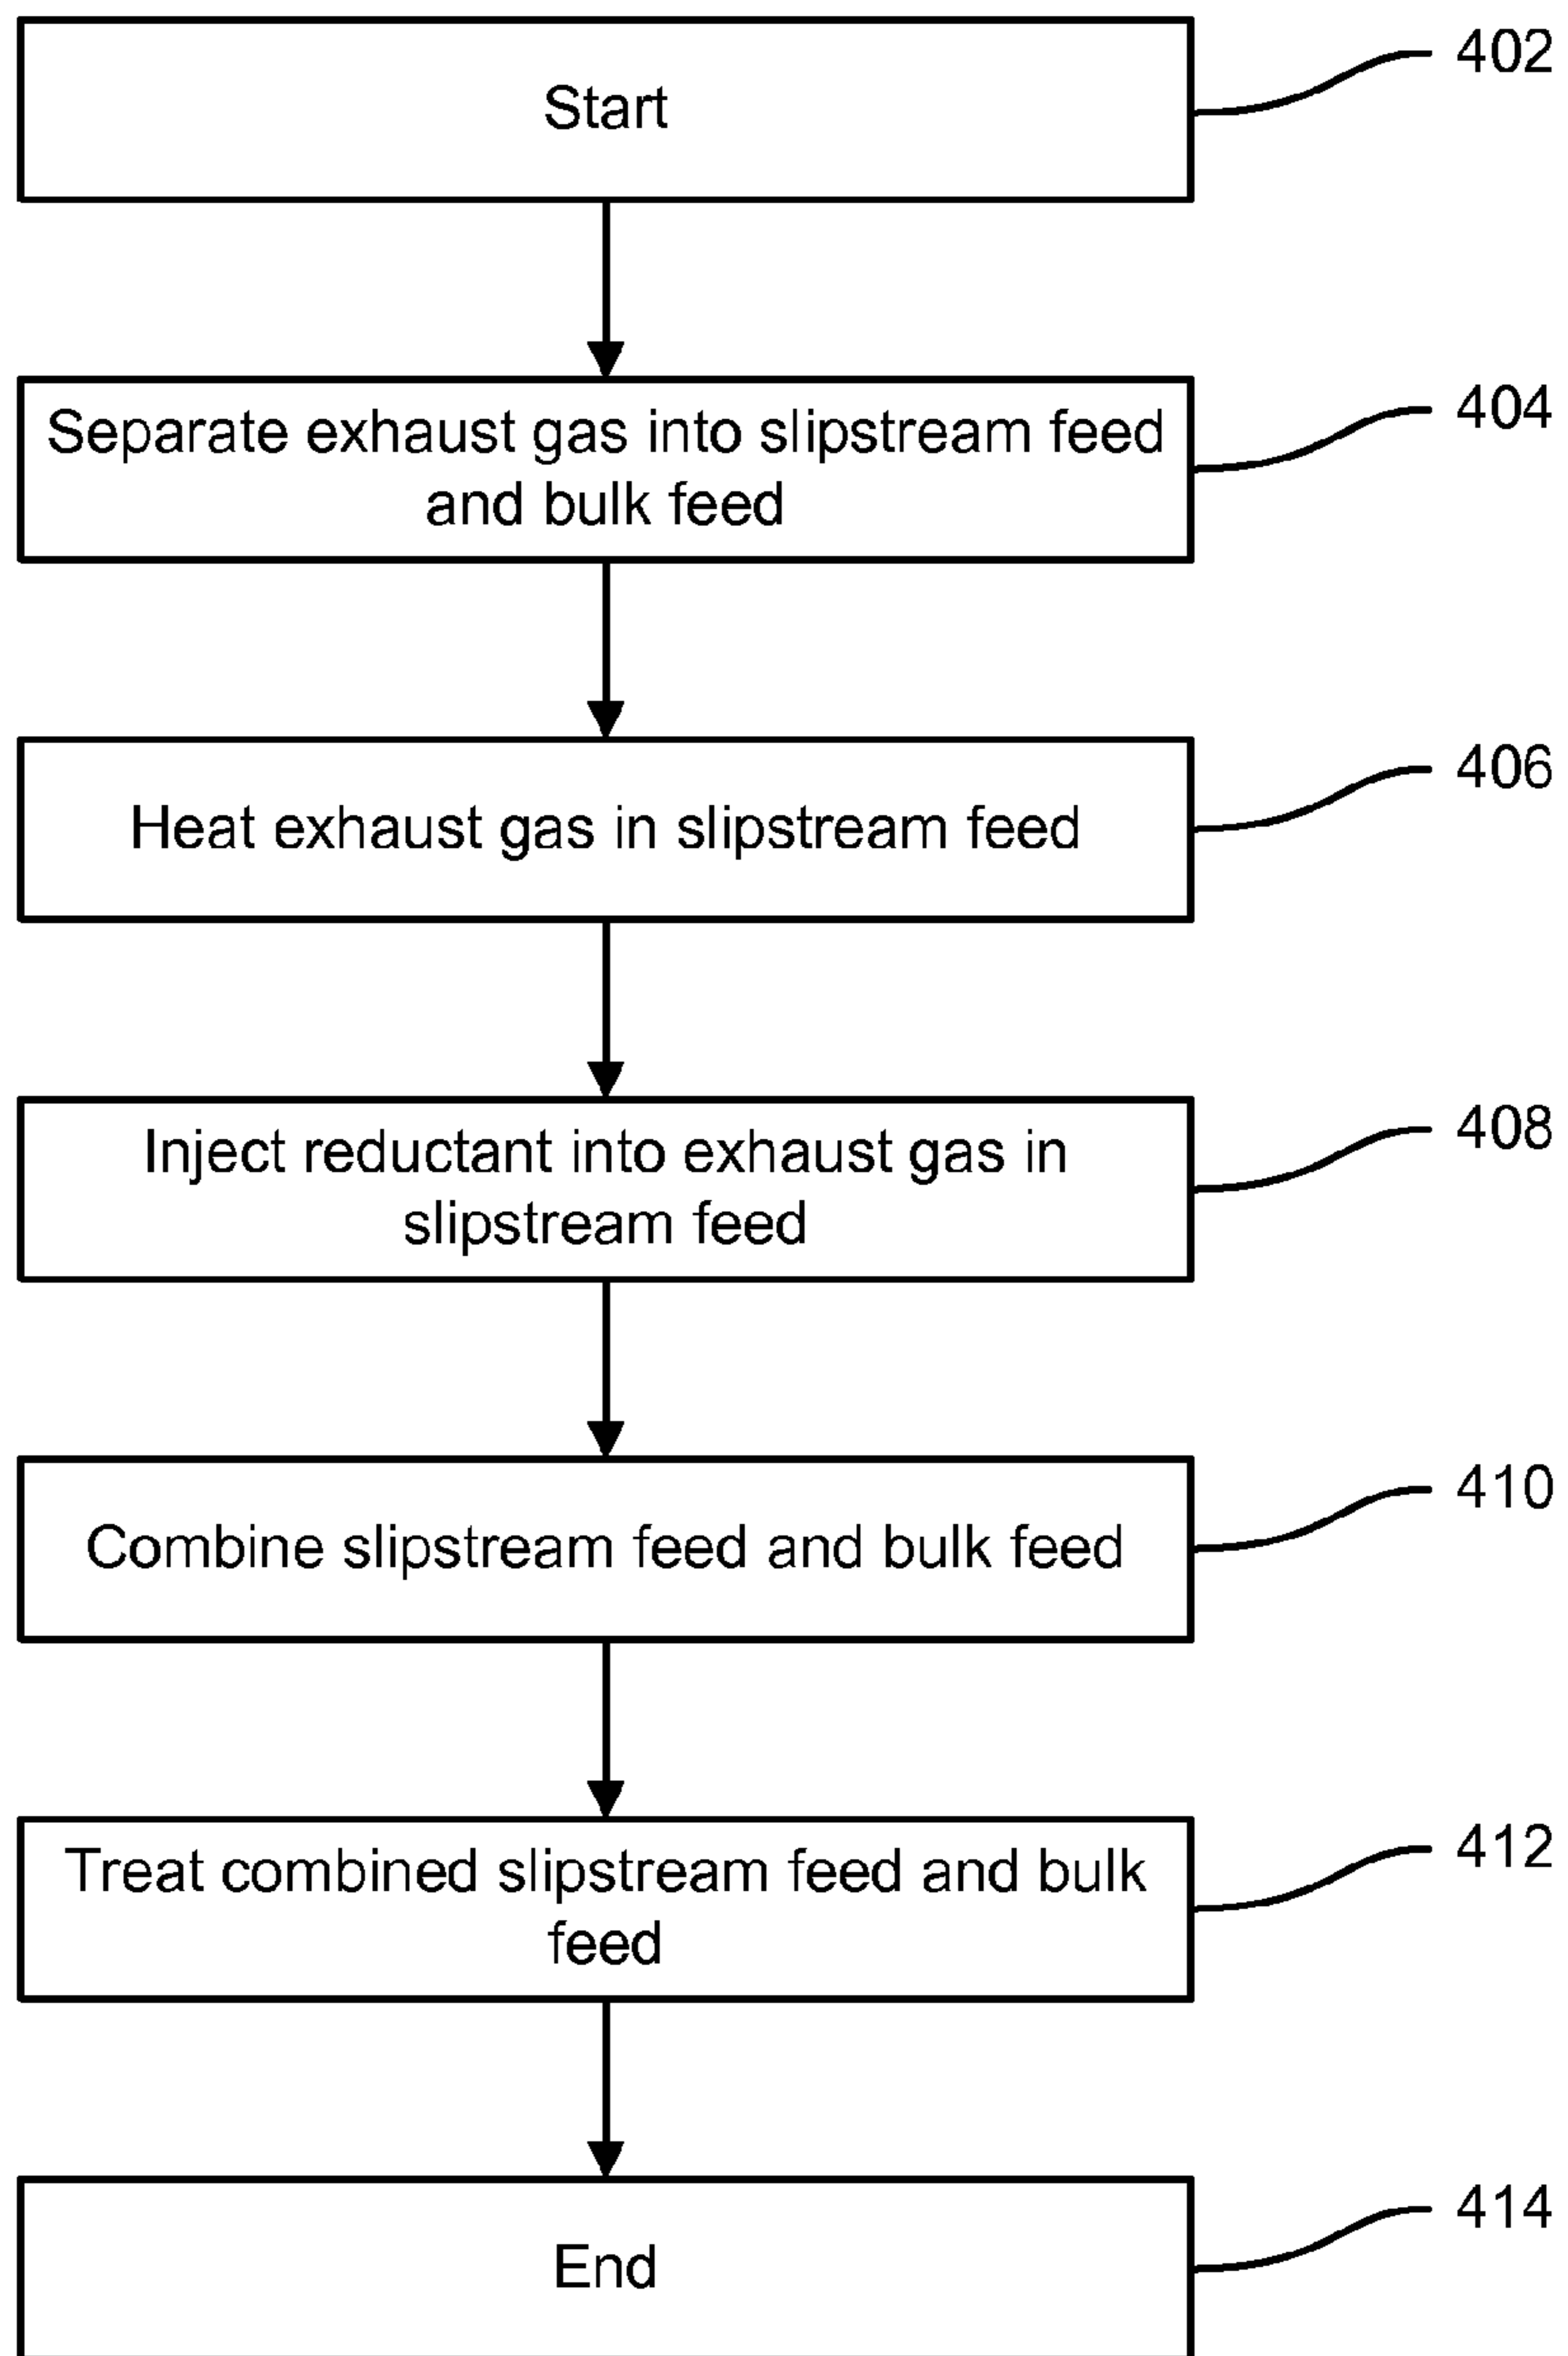 Start
402
Separate exhaust gas into slipstream feed
and bulk feed
404
Heat exhaust gas in slipstream feed
406
Inject reductant into exhaust gas in
slipstream feed
408
Combine slipstream feed and bulk feed
410
Treat combined slipstream feed and bulk
feed
412
End
414